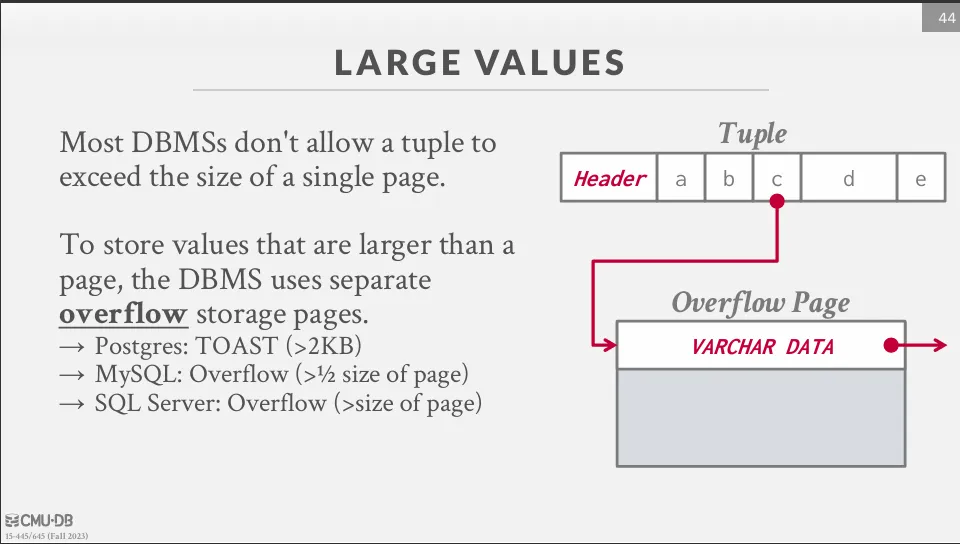 44
LARGE VALUES
Most DBMSs don't allow a tuple to
exceed the size of a single page.
To store values that are larger than a
page, the DBMS uses separate
overflow storage pages.
→ Postgres: TOAST (>2KB)
→ MySQL: Overflow (>½ size of page)
→ SQL Server: Overflow (>size of page)
Tuple
Header a b c d e
Overflow Page
VARCHAR DATA
CMU·DB
15-445/645 (Fall 2023)